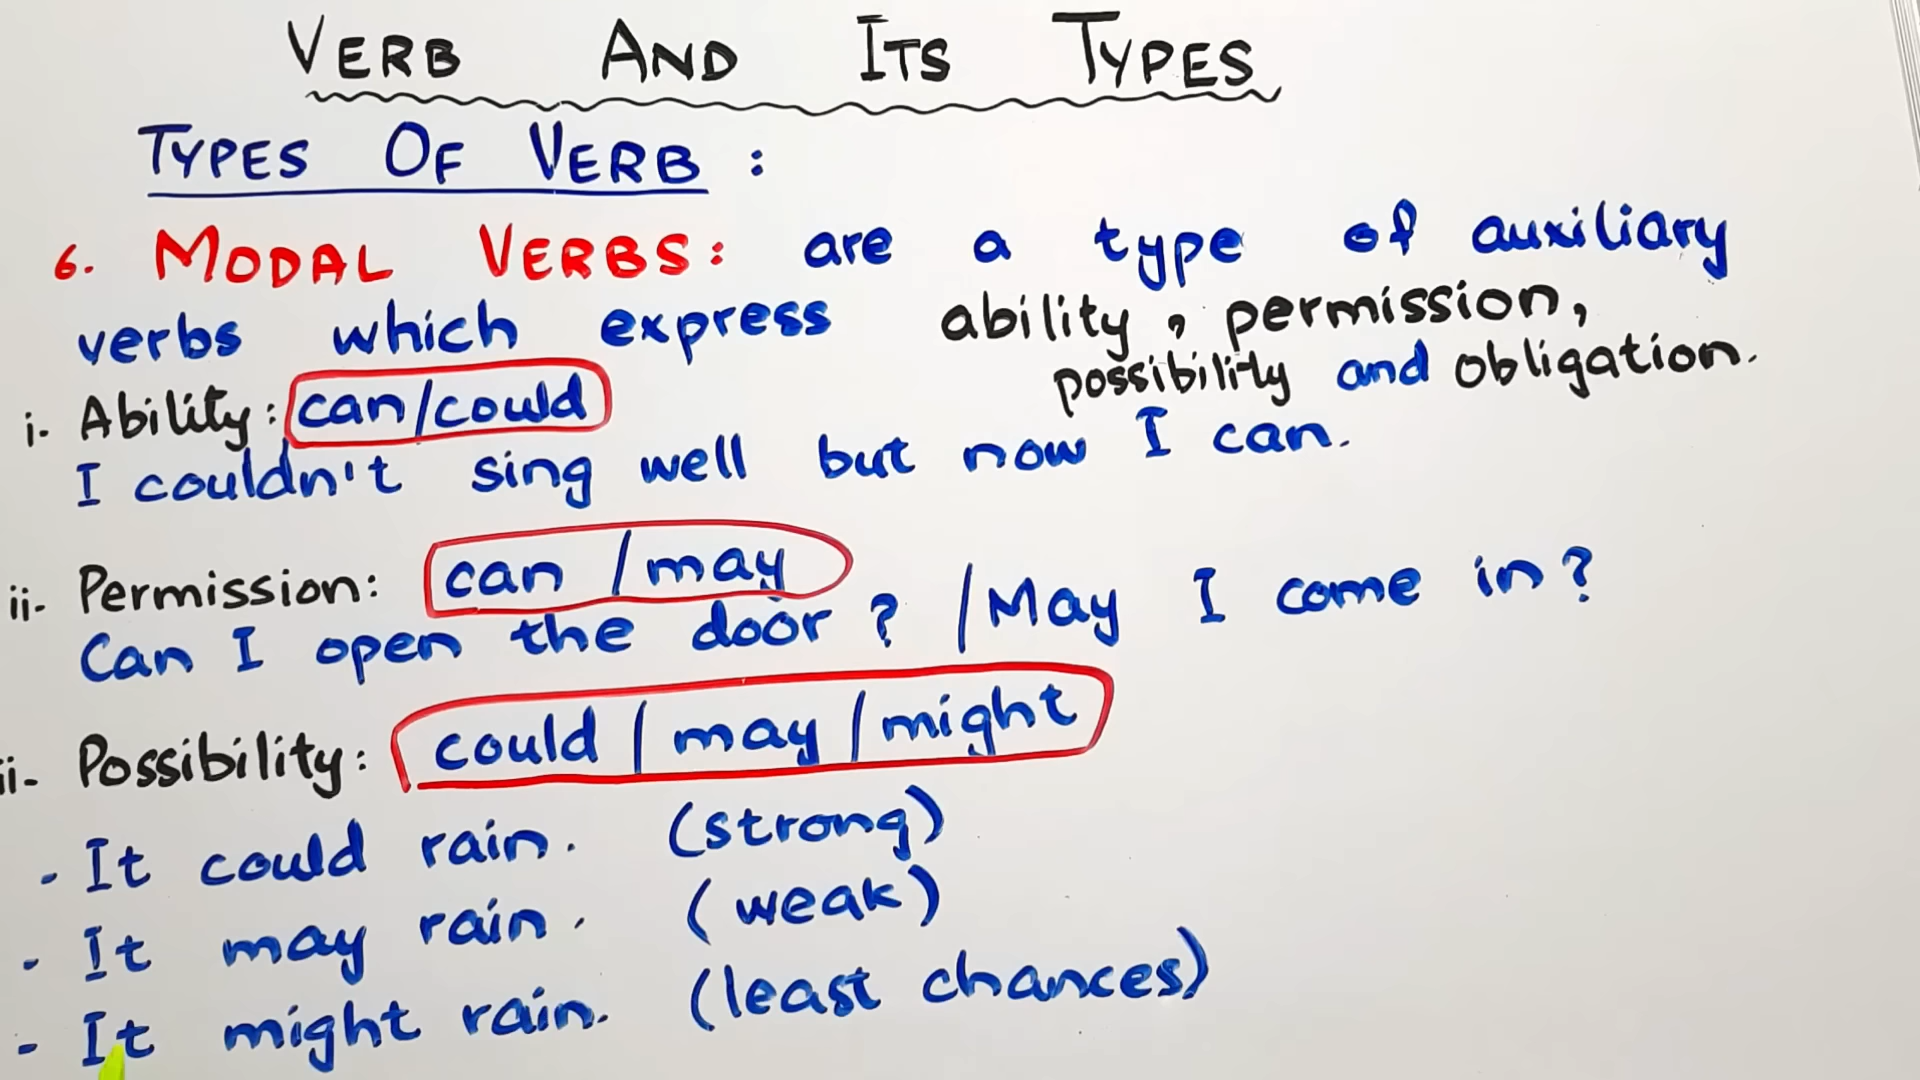 VERB AND ITS TYPES
TYPES OF VERB :
6. MODAL VERBS: are a type of auxiliary
verbs which express ability, permission,
possibility and obligation.
i. Ability: can/could
I couldn't sing well but now I can.
ii. Permission: can / may
Can I open the door? / May I come in?
ii. Possibility: could / may / might
- It could rain. (strong)
- It may rain. (weak)
- It might rain. (least chances)